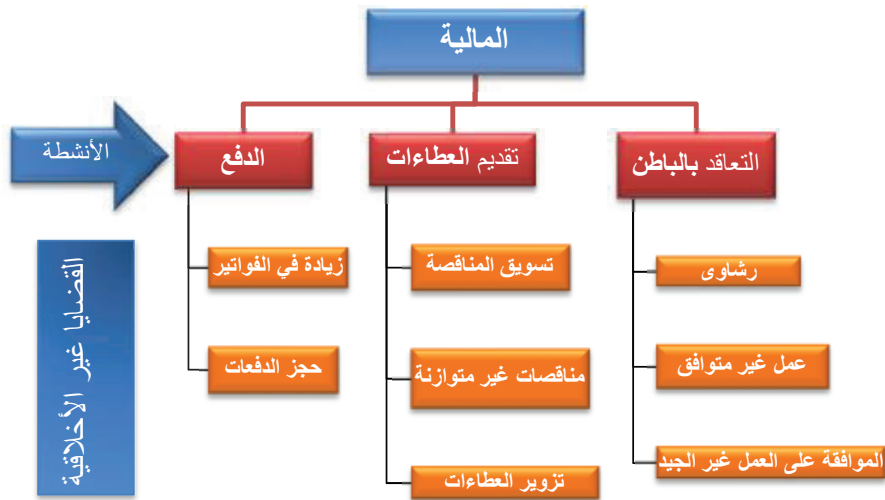 المالية
التعاقد بالباطن
تقديم العطاءات
الدفع
الأنشطة
رشاوى
عمل غير متوافق
الموافقة على العمل غير الجيد
تسويق المناقصة
مناقصات غير متوازنة
تزوير العطاءات
زيادة في الفواتير
حجز الدفعات
القضايا غير الأخلاقية